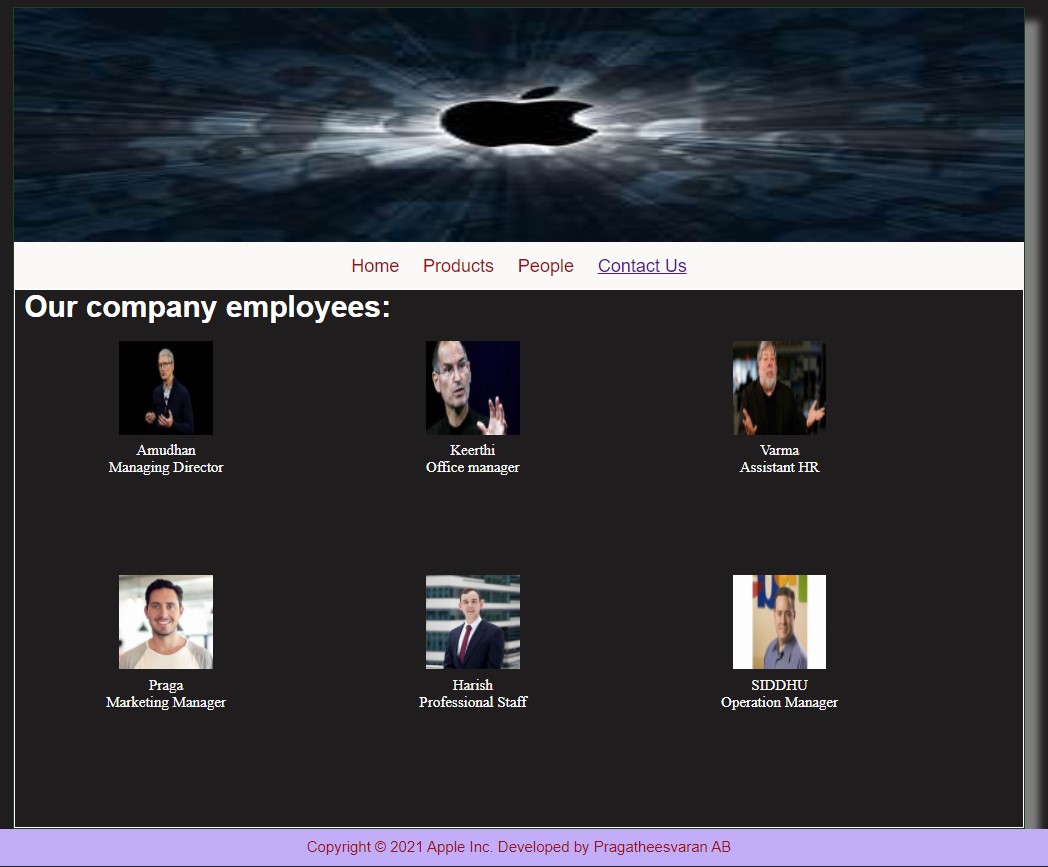 Home Products People Contact Us
Our company employees:
Amudhan
Managing Director
Keerthi
Office manager
Varma
Assistant HR
Praga
Marketing Manager
Harish
Professional Staff
SIDDHU
Operation Manager
Copyright © 2021 Apple Inc. Developed by Pragatheesvaran AB